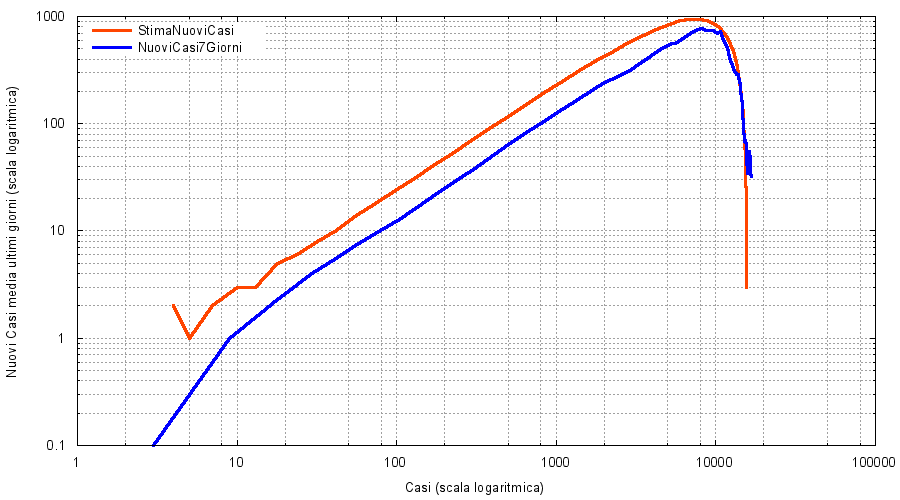 StimaNuoviCasi
NuoviCasi7Giorni
Nuovi Casi media ultimi giorni (scala logaritmica)
1000
100
10
1
0.1
1
10
100
1000
10000
100000
Casi (scala logaritmica)